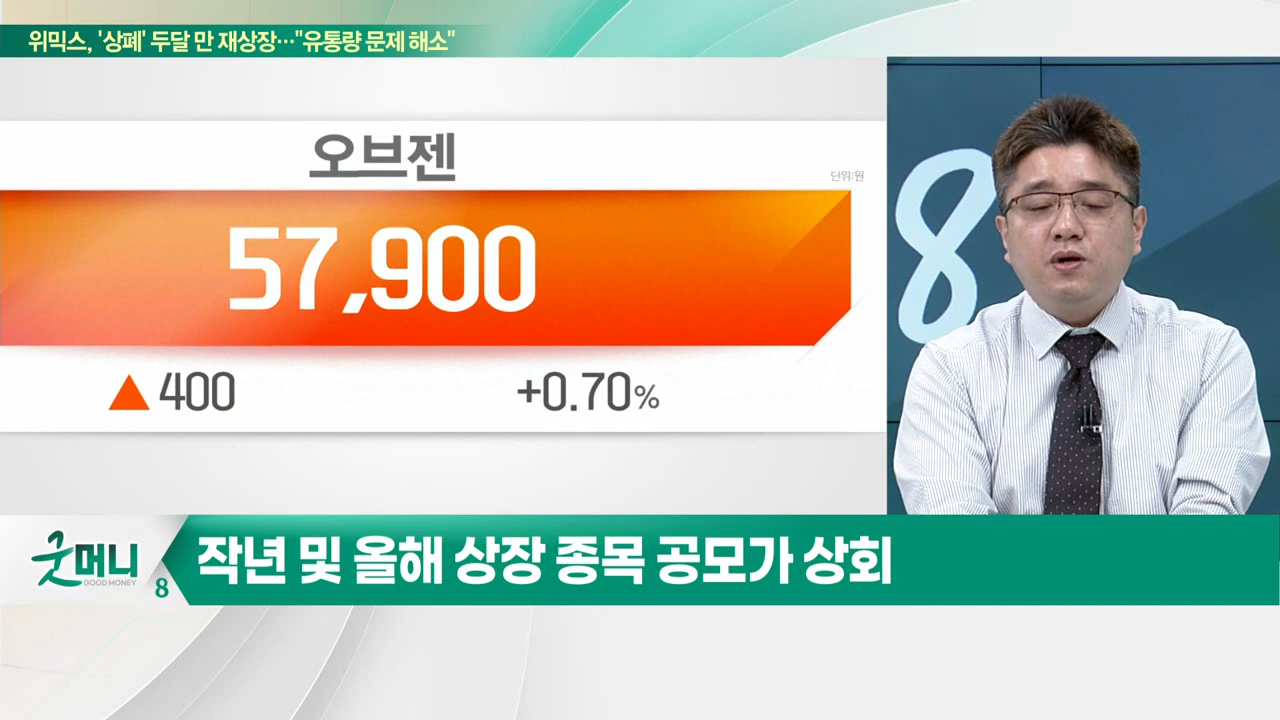 위믹스, '상폐' 두달 만 재상장…"유통량 문제 해소"
오브젠
단위:원
57,900
▲400 +0.70%
8
굿머니
GOOD MONEY
8
작년 및 올해 상장 종목 공모가 상회